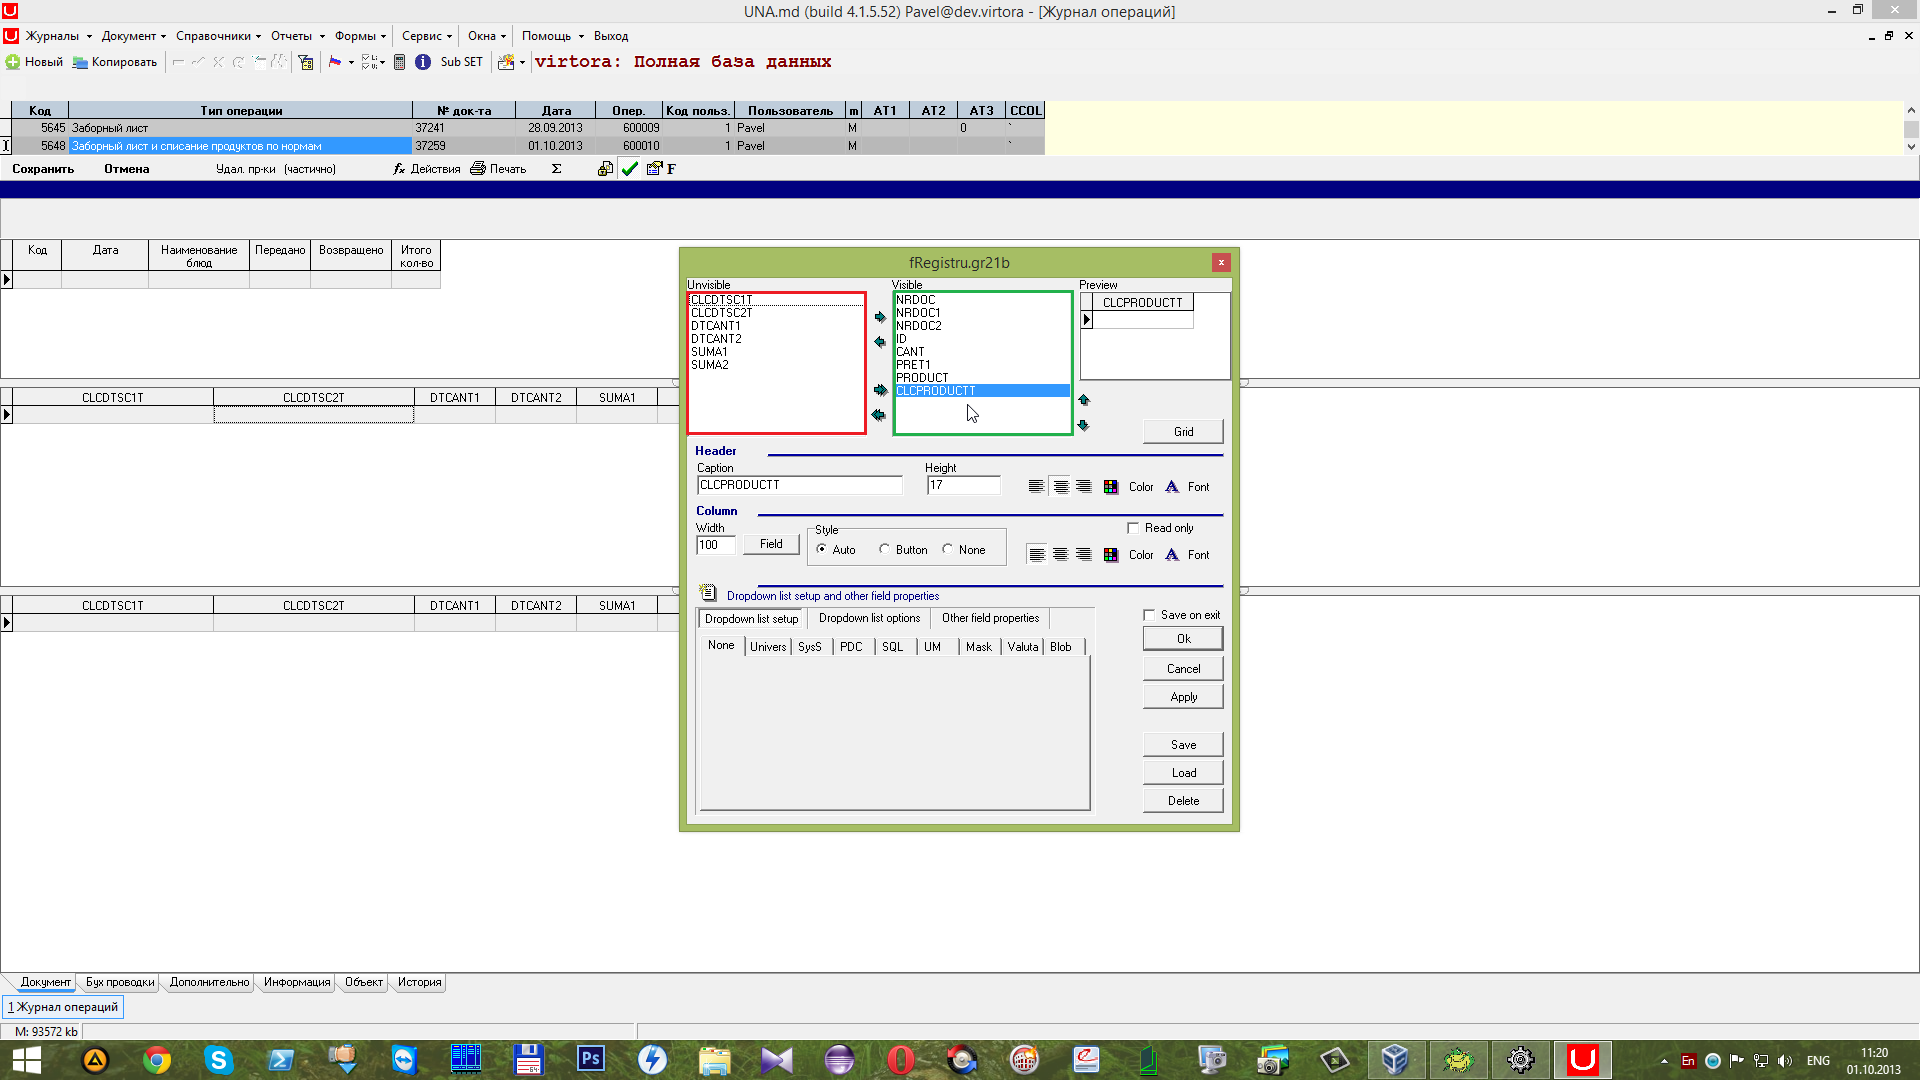 UNA.md (build 4.1.5.52) Pavel@dev.virtora - [Журнал операций]
Журналы Документ Справочники Отчеты Формы Сервис Окна Помощь Выход
Новый Копировать Sub SET virtora: Полная база данных
Код Тип операции № док-та Дата Опер. Код польз. Пользователь m AT1 AT2 AT3 CCOL
5645 Заборный лист 37241 28.09.2013 600009 1 Pavel M 0 `
5648 Заборный лист и списание продуктов по нормам 37259 01.10.2013 600010 1 Pavel M `
Сохранить Отмена Удал. пр-ки (частично) fx Действия Печать Σ F
Код Дата Наименование блюд Передано Возвращено Итого кол-во
fRegistru.gr21b
x
Unvisible Visible Preview
CLCDTSC1T
CLCDTSC2T
DTCANT1
DTCANT2
SUMA1
SUMA2
NRDOC
NRDOC1
NRDOC2
ID
CANT
PRET1
PRODUCT
CLCPRODUCTT
CLCPRODUCTT
CLCDTSC1T CLCDTSC2T DTCANT1 DTCANT2 SUMA1
Grid
Header
Caption Height
CLCPRODUCTT 17 Color Font
Column
Width Style Read only
100 Field Auto Button None Color Font
Dropdown list setup and other field properties
CLCDTSC1T CLCDTSC2T DTCANT1 DTCANT2 SUMA1
Dropdown list setup Dropdown list options Other field properties
None Univers SysS PDC SQL UM Mask Valuta Blob
Save on exit
Ok
Cancel
Apply
Save
Load
Delete
Документ Бух проводки Дополнительно Информация Объект История
1 Журнал операций
M: 93572 kb
64
Ps
En ENG
11:20
01.10.2013